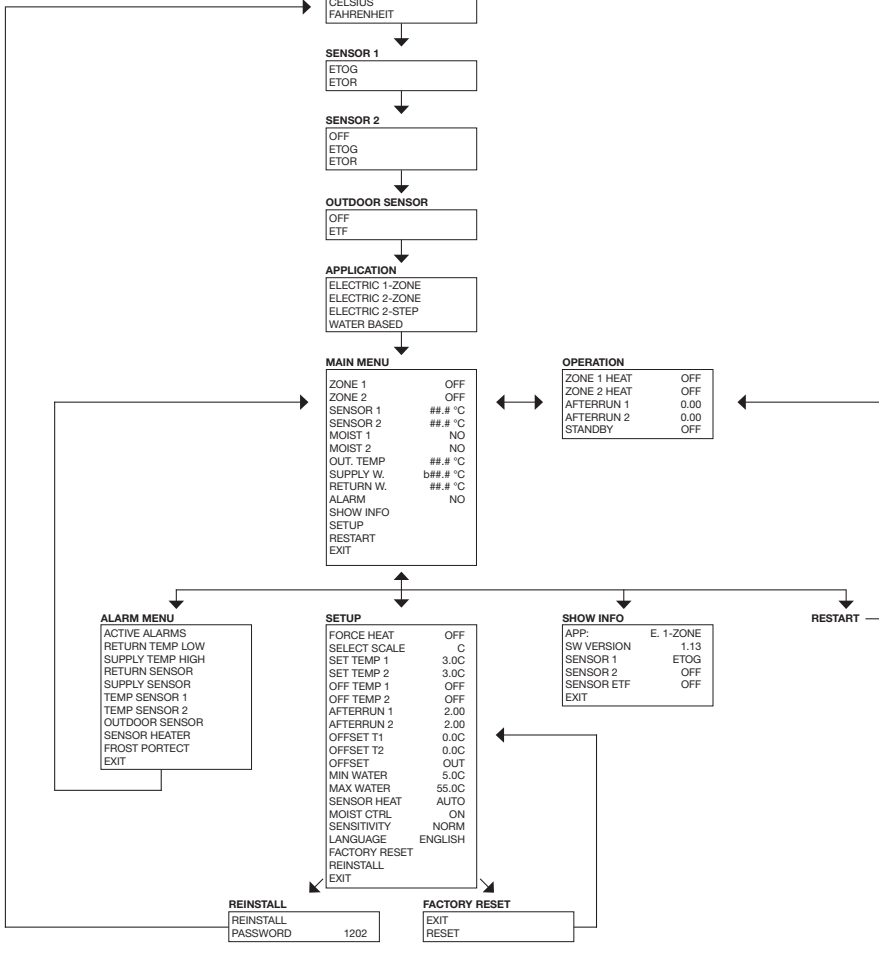 CELSIUS
FAHRENHEIT
SENSOR 1
ETOG
ETOR
SENSOR 2
OFF
ETOG
ETOR
OUTDOOR SENSOR
OFF
ETF
APPLICATION
ELECTRIC 1-ZONE
ELECTRIC 2-ZONE
ELECTRIC 2-STEP
WATER BASED
MAIN MENU
ZONE 1 OFF
ZONE 2 OFF
SENSOR 1 ##.# °C
SENSOR 2 ##.# °C
MOIST 1 NO
MOIST 2 NO
OUT. TEMP ##.# °C
SUPPLY W. b##.# °C
RETURN W. ##.# °C
ALARM NO
SHOW INFO
SETUP
RESTART
EXIT
OPERATION
ZONE 1 HEAT OFF
ZONE 2 HEAT OFF
AFTERRUN 1 0.00
AFTERRUN 2 0.00
STANDBY OFF
ALARM MENU
ACTIVE ALARMS
RETURN TEMP LOW
SUPPLY TEMP HIGH
RETURN SENSOR
SUPPLY SENSOR
TEMP SENSOR 1
TEMP SENSOR 2
OUTDOOR SENSOR
SENSOR HEATER
FROST PORTECT
EXIT
SETUP
FORCE HEAT OFF
SELECT SCALE C
SET TEMP 1 3.0C
SET TEMP 2 3.0C
OFF TEMP 1 OFF
OFF TEMP 2 OFF
AFTERRUN 1 2.00
AFTERRUN 2 2.00
OFFSET T1 0.0C
OFFSET T2 0.0C
OFFSET OUT
MIN WATER 5.0C
MAX WATER 55.0C
SENSOR HEAT AUTO
MOIST CTRL ON
SENSITIVITY NORM
LANGUAGE ENGLISH
FACTORY RESET
REINSTALL
EXIT
SHOW INFO
APP: E. 1-ZONE
SW VERSION 1.13
SENSOR 1 ETOG
SENSOR 2 OFF
SENSOR ETF OFF
EXIT
RESTART
REINSTALL
REINSTALL
PASSWORD 1202
FACTORY RESET
EXIT
RESET